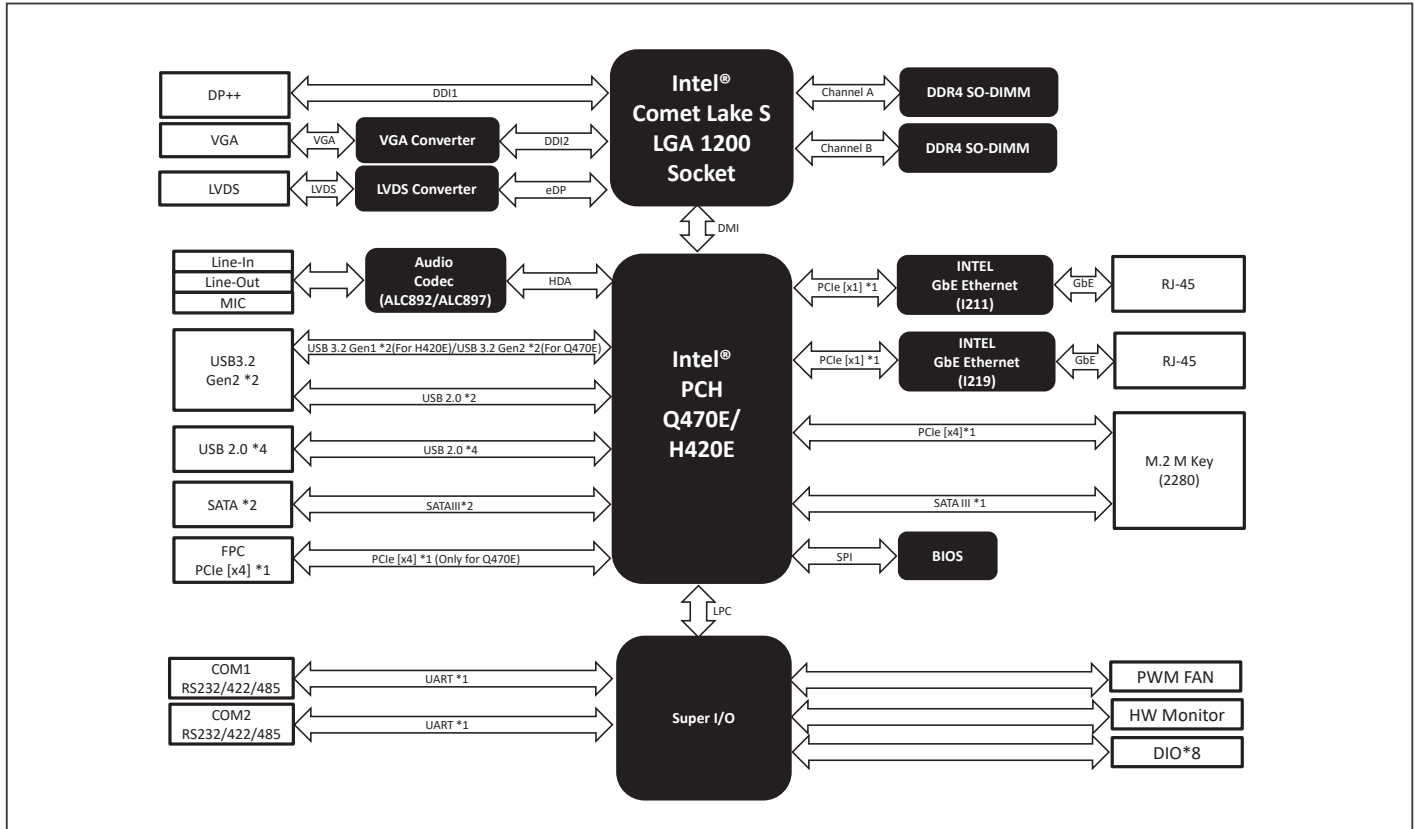 DP++
DDI1
Intel®
Comet Lake S
LGA 1200
Socket
Channel A
DDR4 SO-DIMM
VGA
VGA
VGA Converter
DDI2
Channel B
DDR4 SO-DIMM
LVDS
LVDS
LVDS Converter
eDP
DMI
Line-In
Line-Out
MIC
Audio
Codec
(ALC892/ALC897)
HDA
Intel®
PCH
Q470E/
H420E
PCIe [x1] *1
INTEL
GbE Ethernet
(I211)
GbE
RJ-45
USB3.2
Gen2 *2
USB 3.2 Gen1 *2(For H420E)/USB 3.2 Gen2 *2(For Q470E)
USB 2.0 *2
PCIe [x1] *1
INTEL
GbE Ethernet
(I219)
GbE
RJ-45
USB 2.0 *4
USB 2.0 *4
PCIe [x4]*1
M.2 M Key
(2280)
SATA *2
SATAIII*2
SATA III *1
FPC
PCIe [x4] *1
PCIe [x4] *1 (Only for Q470E)
SPI
BIOS
LPC
COM1
RS232/422/485
UART *1
Super I/O
PWM FAN
COM2
RS232/422/485
UART *1
HW Monitor
DIO*8